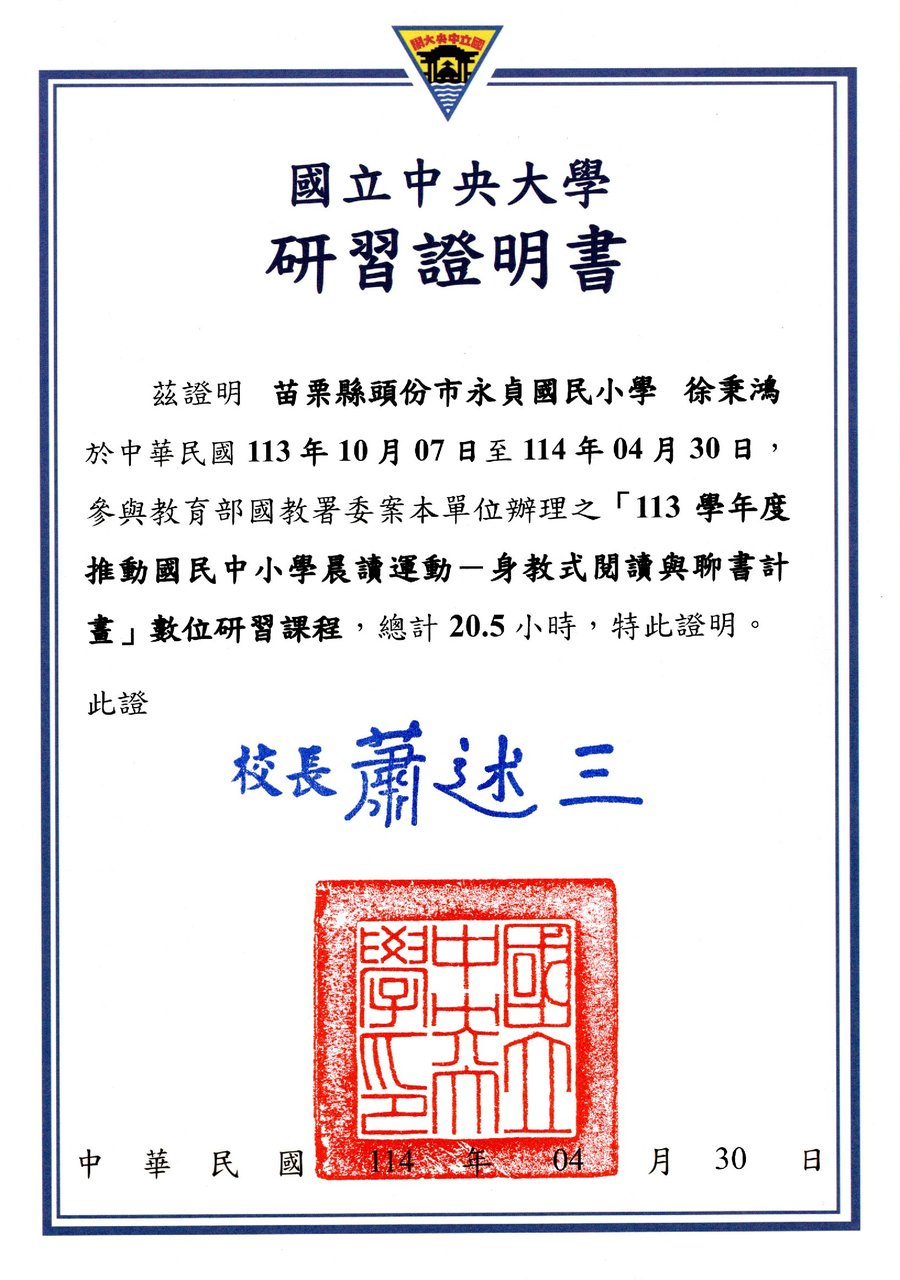 國立中央大學
國立中央大學
研習證明書
茲證明 苗栗縣頭份市永貞國民小學 徐秉鴻
於中華民國 113 年 10 月 07 日至 114 年 04 月 30 日，
參與教育部國教署委案本單位辦理之「113 學年度
推動國民中小學晨讀運動－身教式閱讀與聊書計
畫」數位研習課程，總計 20.5 小時，特此證明。
此證
校長 蕭述三
國立中央大學印
中華民國 114 年 04 月 30 日